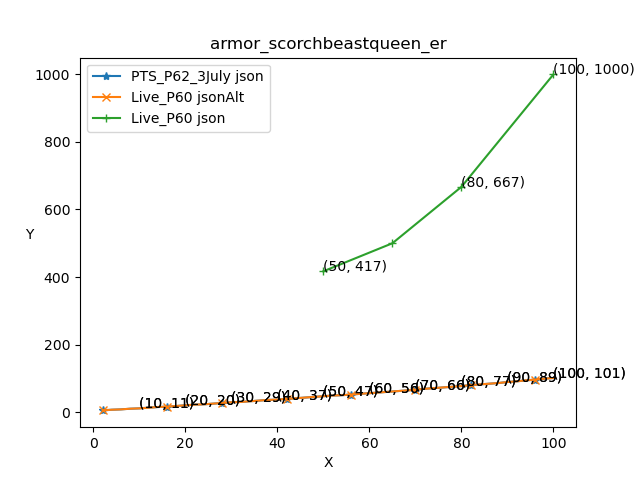 armor_scorchbeastqueen_er
PTS_P62_3July json
Live_P60 jsonAlt
Live_P60 json
1000
800
600
400
200
0
Y
(100, 1000)
(80, 667)
(50, 417)
(10, 11)
(20, 20)
(30, 29)
(40, 37)
(50, 47)
(60, 56)
(70, 66)
(80, 77)
(90, 89)
(100, 101)
0 20 40 60 80 100
X